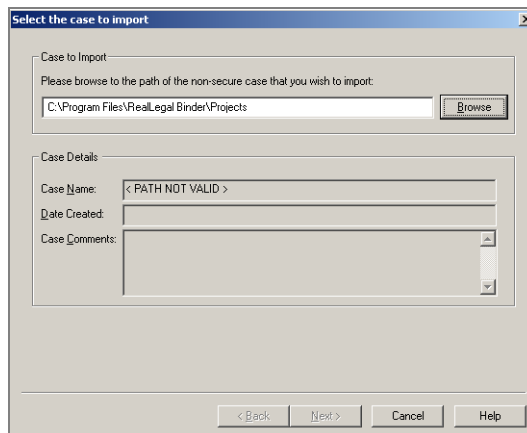 Select the case to import
Case to Import
Please browse to the path of the non-secure case that you wish to import:
C:\Program Files\RealLegal Binder\Projects
Browse
Case Details
Case Name: < PATH NOT VALID >
Date Created:
Case Comments:
< Back Next > Cancel Help